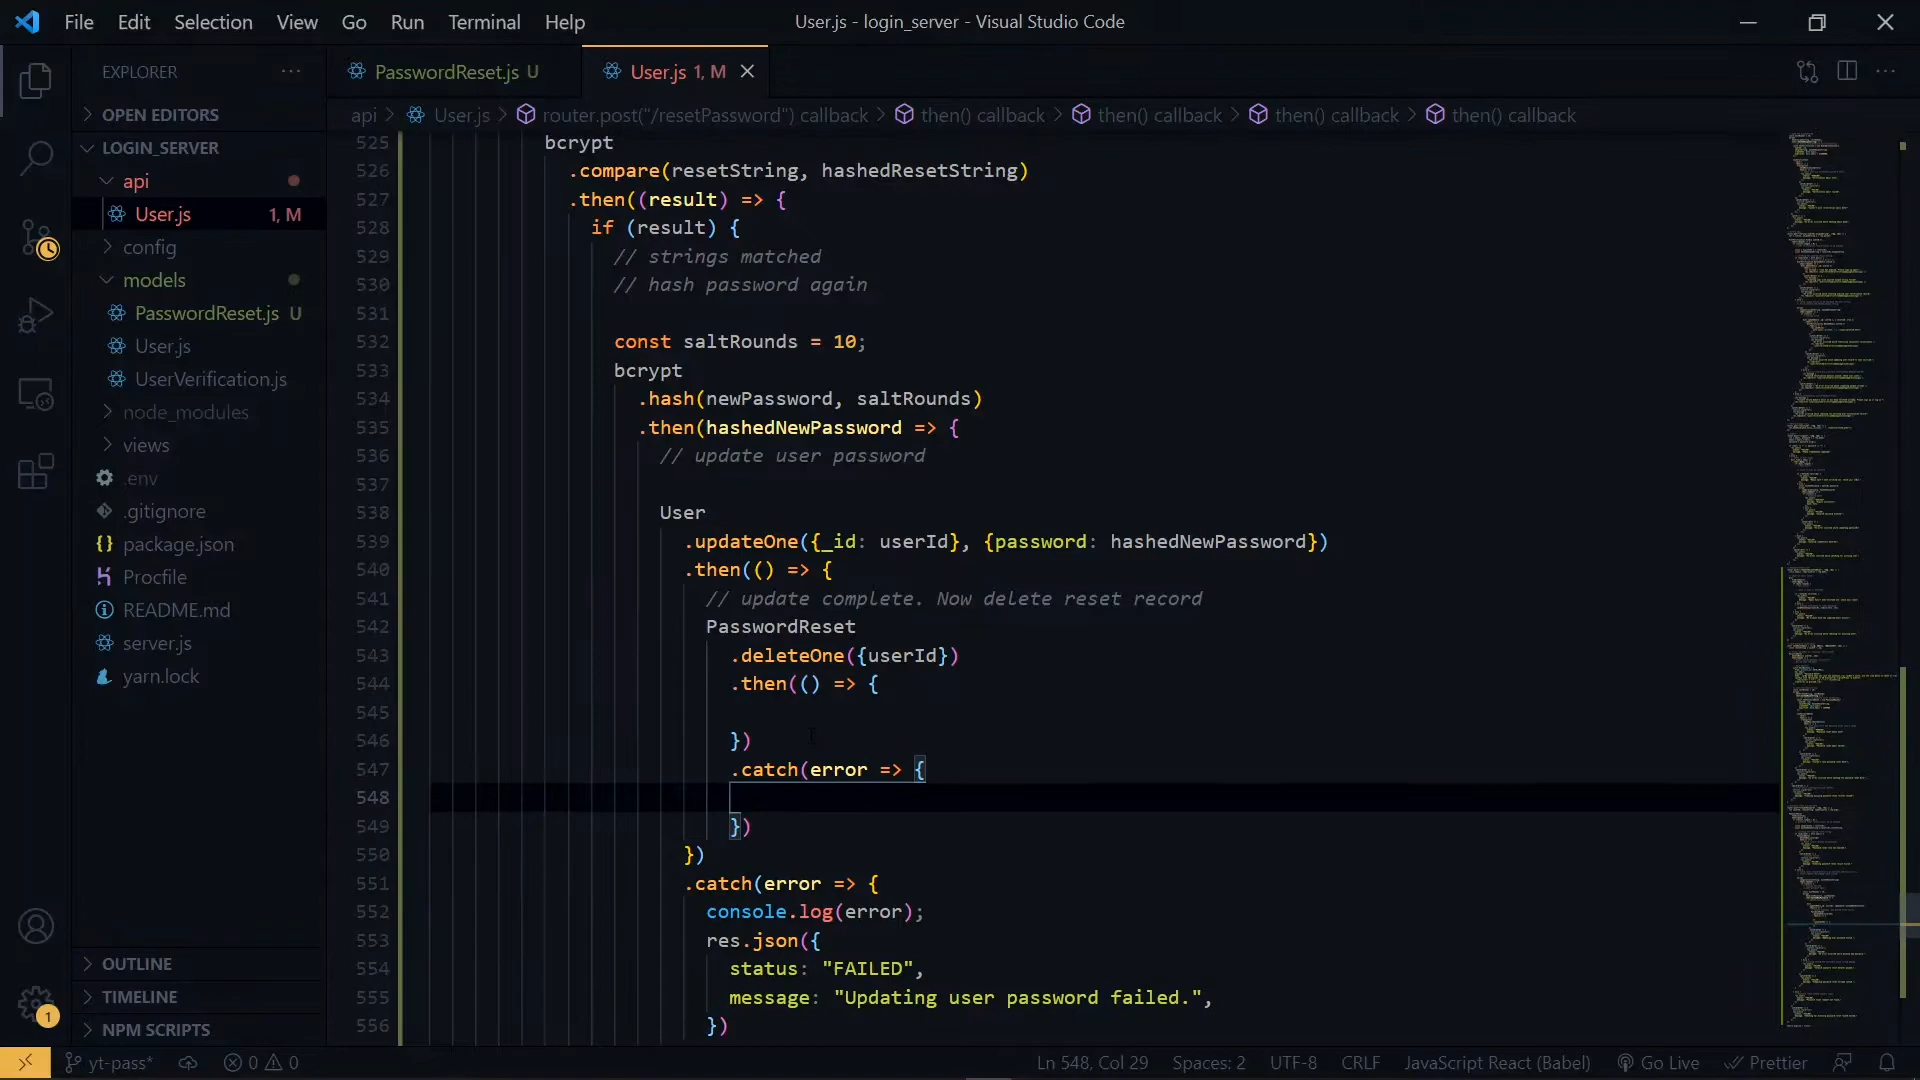 File Edit Selection View Go Run Terminal Help
User.js - login_server - Visual Studio Code
EXPLORER
PasswordReset.js U
User.js 1, M
OPEN EDITORS
api > User.js > router.post("/resetPassword") callback > then() callback > then() callback > then() callback > then() callback
LOGIN_SERVER
api
User.js 1, M
config
models
PasswordReset.js U
User.js
UserVerification.js
node_modules
views
.env
.gitignore
package.json
Procfile
README.md
server.js
yarn.lock
OUTLINE
TIMELINE
NPM SCRIPTS
525 bcrypt
526 .compare(resetString, hashedResetString)
527 .then((result) => {
528 if (result) {
529 // strings matched
530 // hash password again
531
532 const saltRounds = 10;
533 bcrypt
534 .hash(newPassword, saltRounds)
535 .then(hashedNewPassword => {
536 // update user password
537
538 User
539 .updateOne({_id: userId}, {password: hashedNewPassword})
540 .then(() => {
541 // update complete. Now delete reset record
542 PasswordReset
543 .deleteOne({userId})
544 .then(() => {
545
546 })
547 .catch(error => {
548
549 })
550 })
551 .catch(error => {
552 console.log(error);
553 res.json({
554 status: "FAILED",
555 message: "Updating user password failed.",
556 })
1
yt-pass* 0 0
Ln 548, Col 29 Spaces: 2 UTF-8 CRLF JavaScript React (Babel) Go Live Prettier